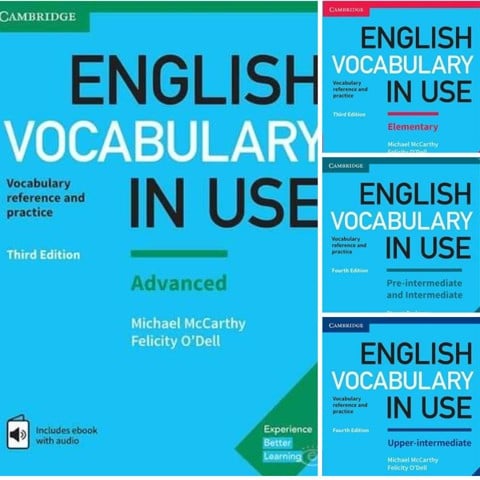 CAMBRIDGE
ENGLISH
VOCABULARY
IN USE
Vocabulary
reference and
practice
Third Edition
Advanced
Michael McCarthy
Felicity O'Dell
Includes ebook
with audio
Experience
Better
Learning
CAMBRIDGE
ENGLISH
VOCABULARY
IN USE
Vocabulary
reference and
practice
Third Edition
Elementary
Michael McCarthy
Felicity O'Dell
CAMBRIDGE
ENGLISH
VOCABULARY
IN USE
Vocabulary
reference and
practice
Fourth Edition
Pre-intermediate
and Intermediate
CAMBRIDGE
ENGLISH
VOCABULARY
IN USE
Vocabulary
reference and
practice
Fourth Edition
Upper-intermediate
Michael McCarthy
Felicity O'Dell